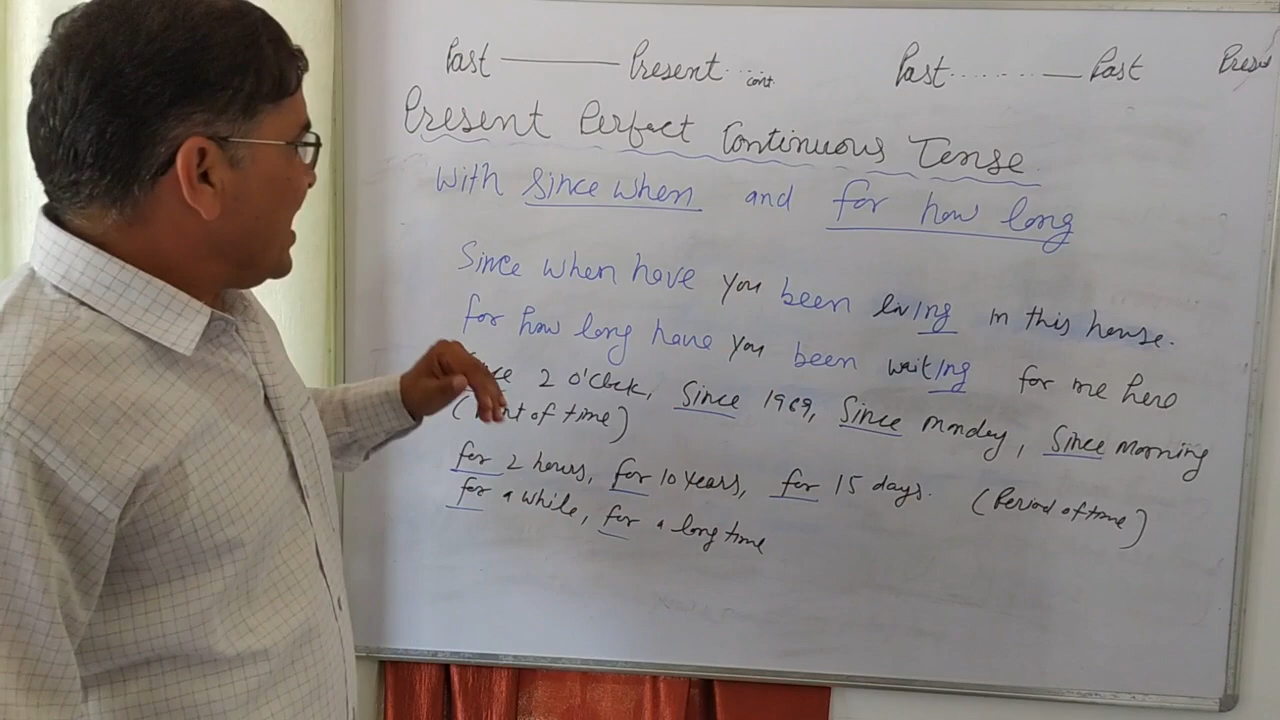 Past ——— Present... cont Past........—— Past
Present Perfect Continuous Tense
With Since when and for how long
Since when have you been living in this house.
for how long have you been waiting for me here
2 O'Clock, Since 1969, Since monday, Since morning
(Point of time)
for 2 hours, for 10 years, for 15 days. (Period of time)
for a while, for a long time